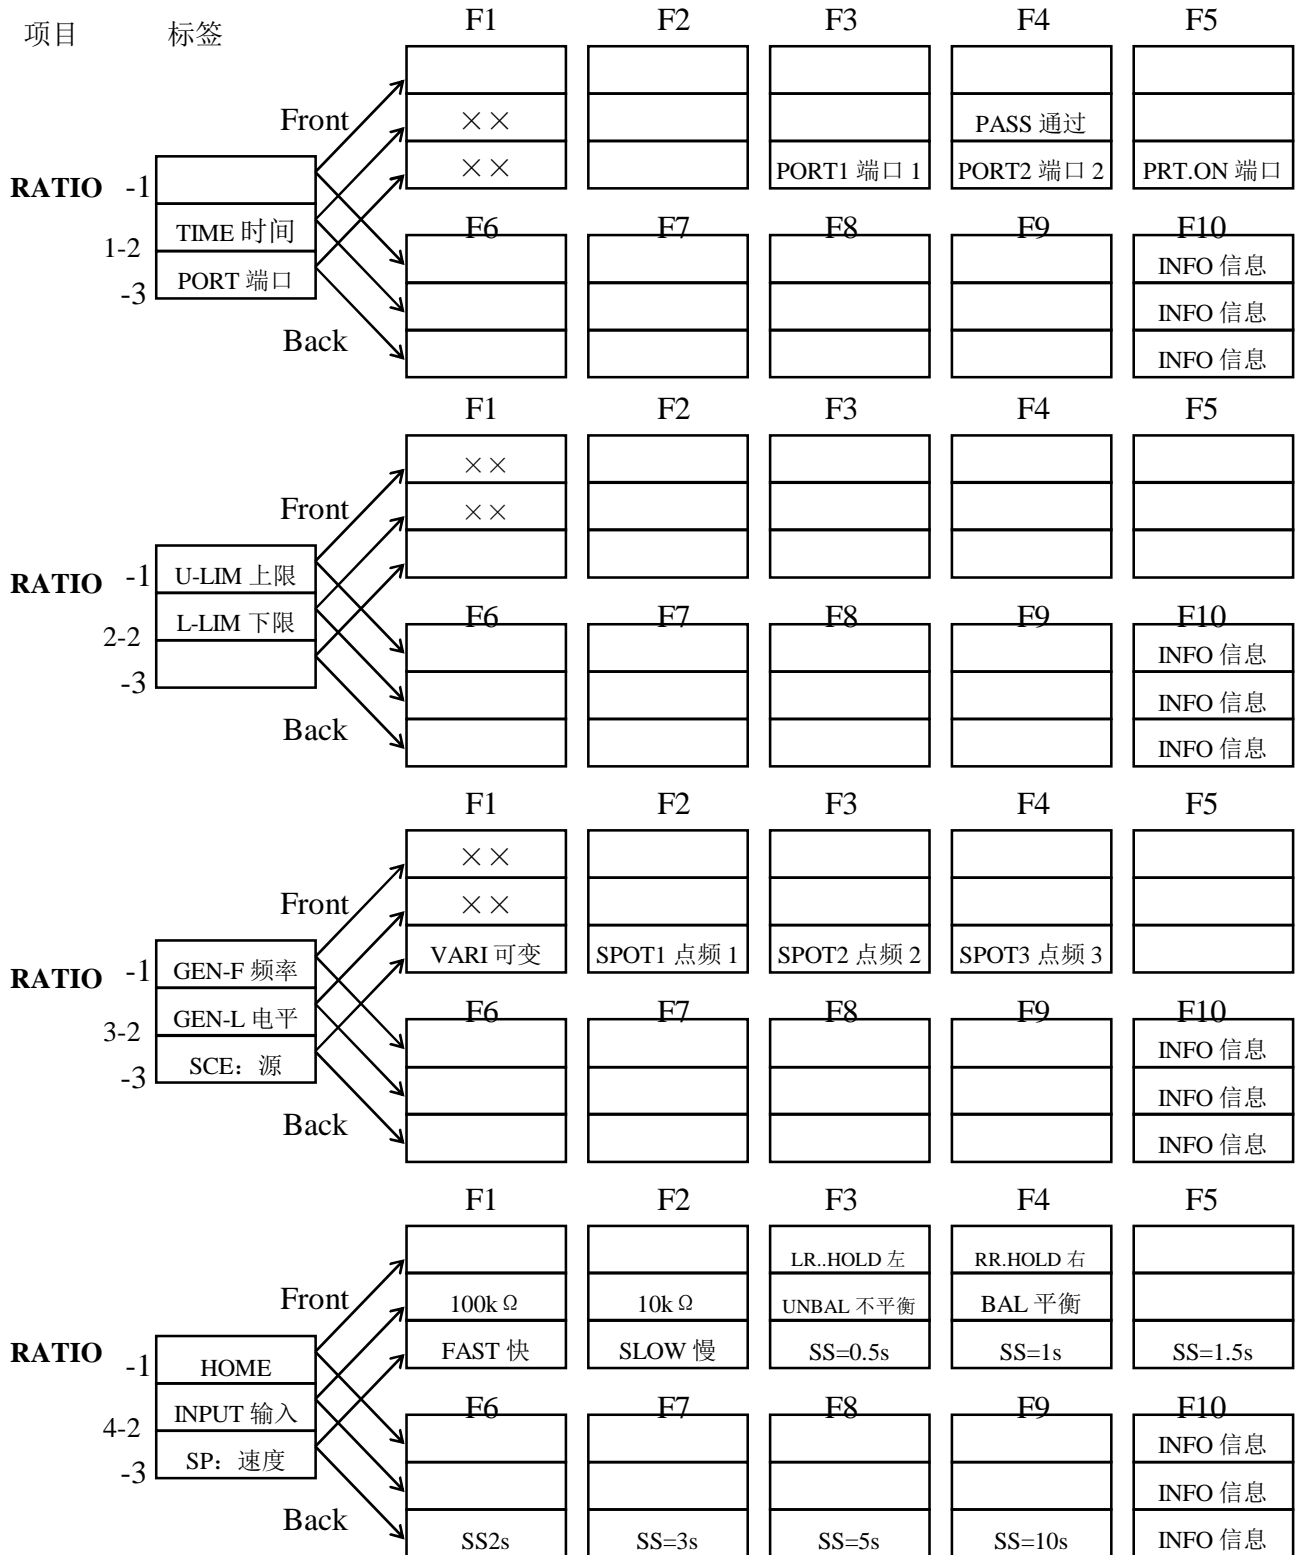 项目 标签 F1 F2 F3 F4 F5
Front
×× PASS 通过
×× PORT1 端口 1 PORT2 端口 2 PRT.ON 端口
RATIO -1
1-2 TIME 时间
-3 PORT 端口
F6 F7 F8 F9 F10
INFO 信息
INFO 信息
Back INFO 信息
F1 F2 F3 F4 F5
××
Front ××
RATIO -1 U-LIM 上限
2-2 L-LIM 下限
-3
F6 F7 F8 F9 F10
INFO 信息
INFO 信息
Back INFO 信息
F1 F2 F3 F4 F5
××
Front ××
VARI 可变 SPOT1 点频 1 SPOT2 点频 2 SPOT3 点频 3
RATIO -1 GEN-F 频率
3-2 GEN-L 电平
-3 SCE：源
F6 F7 F8 F9 F10
INFO 信息
INFO 信息
Back INFO 信息
F1 F2 F3 F4 F5
LR..HOLD 左 RR.HOLD 右
Front 100k Ω 10k Ω UNBAL 不平衡 BAL 平衡
FAST 快 SLOW 慢 SS=0.5s SS=1s SS=1.5s
RATIO -1 HOME
4-2 INPUT 输入
-3 SP：速度
F6 F7 F8 F9 F10
INFO 信息
INFO 信息
Back SS2s SS=3s SS=5s SS=10s INFO 信息